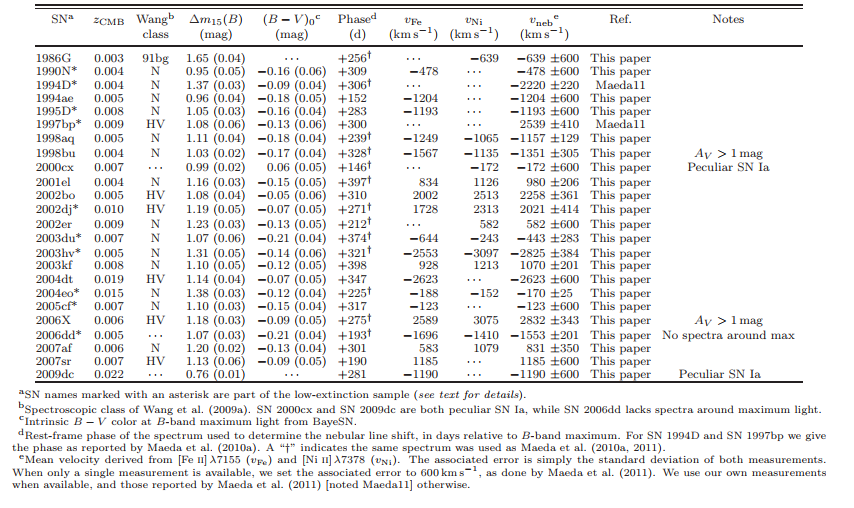 SNᵃ z_CMB Wangᵇ Δm₁₅(B) (B − V)₀ᶜ Phaseᵈ v_Fe v_Ni v_nebᵉ Ref. Notes
class (mag) (mag) (d) (km s⁻¹) (km s⁻¹) (km s⁻¹)
1986G 0.003 91bg 1.65 (0.04) ··· +256† ··· −639 −639 ±600 This paper
1990N* 0.004 N 0.95 (0.05) −0.16 (0.06) +309 −478 ··· −478 ±600 This paper
1994D* 0.004 N 1.37 (0.03) −0.09 (0.04) +306† ··· ··· −2220 ±220 Maeda11
1994ae 0.005 N 0.96 (0.04) −0.18 (0.05) +152 −1204 ··· −1204 ±600 This paper
1995D* 0.008 N 1.05 (0.03) −0.16 (0.04) +283 −1193 ··· −1193 ±600 This paper
1997bp* 0.009 HV 1.08 (0.06) −0.13 (0.06) +300 ··· ··· 2539 ±410 Maeda11
1998aq 0.005 N 1.11 (0.04) −0.18 (0.04) +239† −1249 −1065 −1157 ±129 This paper
1998bu 0.004 N 1.03 (0.02) −0.17 (0.04) +328† −1567 −1135 −1351 ±305 This paper A_V > 1 mag
2000cx 0.007 ··· 0.99 (0.02) 0.06 (0.05) +146† ··· −172 −172 ±600 This paper Peculiar SN Ia
2001el 0.004 N 1.16 (0.03) −0.15 (0.05) +397† 834 1126 980 ±206 This paper
2002bo 0.005 HV 1.08 (0.04) −0.05 (0.06) +310 2002 2513 2258 ±361 This paper
2002dj* 0.010 HV 1.19 (0.05) −0.07 (0.05) +271† 1728 2313 2021 ±414 This paper
2002er 0.009 N 1.23 (0.03) −0.13 (0.05) +212† ··· 582 582 ±600 This paper
2003du* 0.007 N 1.07 (0.06) −0.21 (0.04) +374† −644 −243 −443 ±283 This paper
2003hv* 0.005 N 1.31 (0.05) −0.14 (0.06) +321† −2553 −3097 −2825 ±384 This paper
2003kf 0.008 N 1.10 (0.05) −0.12 (0.05) +398 928 1213 1070 ±201 This paper
2004dt 0.019 HV 1.14 (0.04) −0.07 (0.05) +347 −2623 ··· −2623 ±600 This paper
2004eo* 0.015 N 1.38 (0.03) −0.12 (0.04) +225† −188 −152 −170 ±25 This paper
2005cf* 0.007 N 1.10 (0.03) −0.15 (0.04) +317 −123 ··· −123 ±600 This paper
2006X 0.006 HV 1.18 (0.03) −0.09 (0.05) +275† 2589 3075 2832 ±343 This paper A_V > 1 mag
2006dd* 0.005 ··· 1.07 (0.03) −0.21 (0.04) +193† −1696 −1410 −1553 ±201 This paper No spectra around max
2007af 0.006 N 1.20 (0.02) −0.13 (0.04) +301 583 1079 831 ±350 This paper
2007sr 0.007 HV 1.13 (0.06) −0.09 (0.05) +190 1185 ··· 1185 ±600 This paper
2009dc 0.022 ··· 0.76 (0.01) ··· +281 −1190 ··· −1190 ±600 This paper Peculiar SN Ia
ᵃSN names marked with an asterisk are part of the low-extinction sample (see text for details).
ᵇSpectroscopic class of Wang et al. (2009a). SN 2000cx and SN 2009dc are both peculiar SN Ia, while SN 2006dd lacks spectra around maximum light.
ᶜIntrinsic B − V color at B-band maximum light from BayeSN.
ᵈRest-frame phase of the spectrum used to determine the nebular line shift, in days relative to B-band maximum. For SN 1994D and SN 1997bp we give
the phase as reported by Maeda et al. (2010a). A “†” indicates the same spectrum was used as Maeda et al. (2010a, 2011).
ᵉMean velocity derived from [Fe II] λ7155 (v_Fe) and [Ni II] λ7378 (v_Ni). The associated error is simply the standard deviation of both measurements.
When only a single measurement is available, we set the associated error to 600 km s⁻¹, as done by Maeda et al. (2011). We use our own measurements
when available, and those reported by Maeda et al. (2011) [noted Maeda11] otherwise.